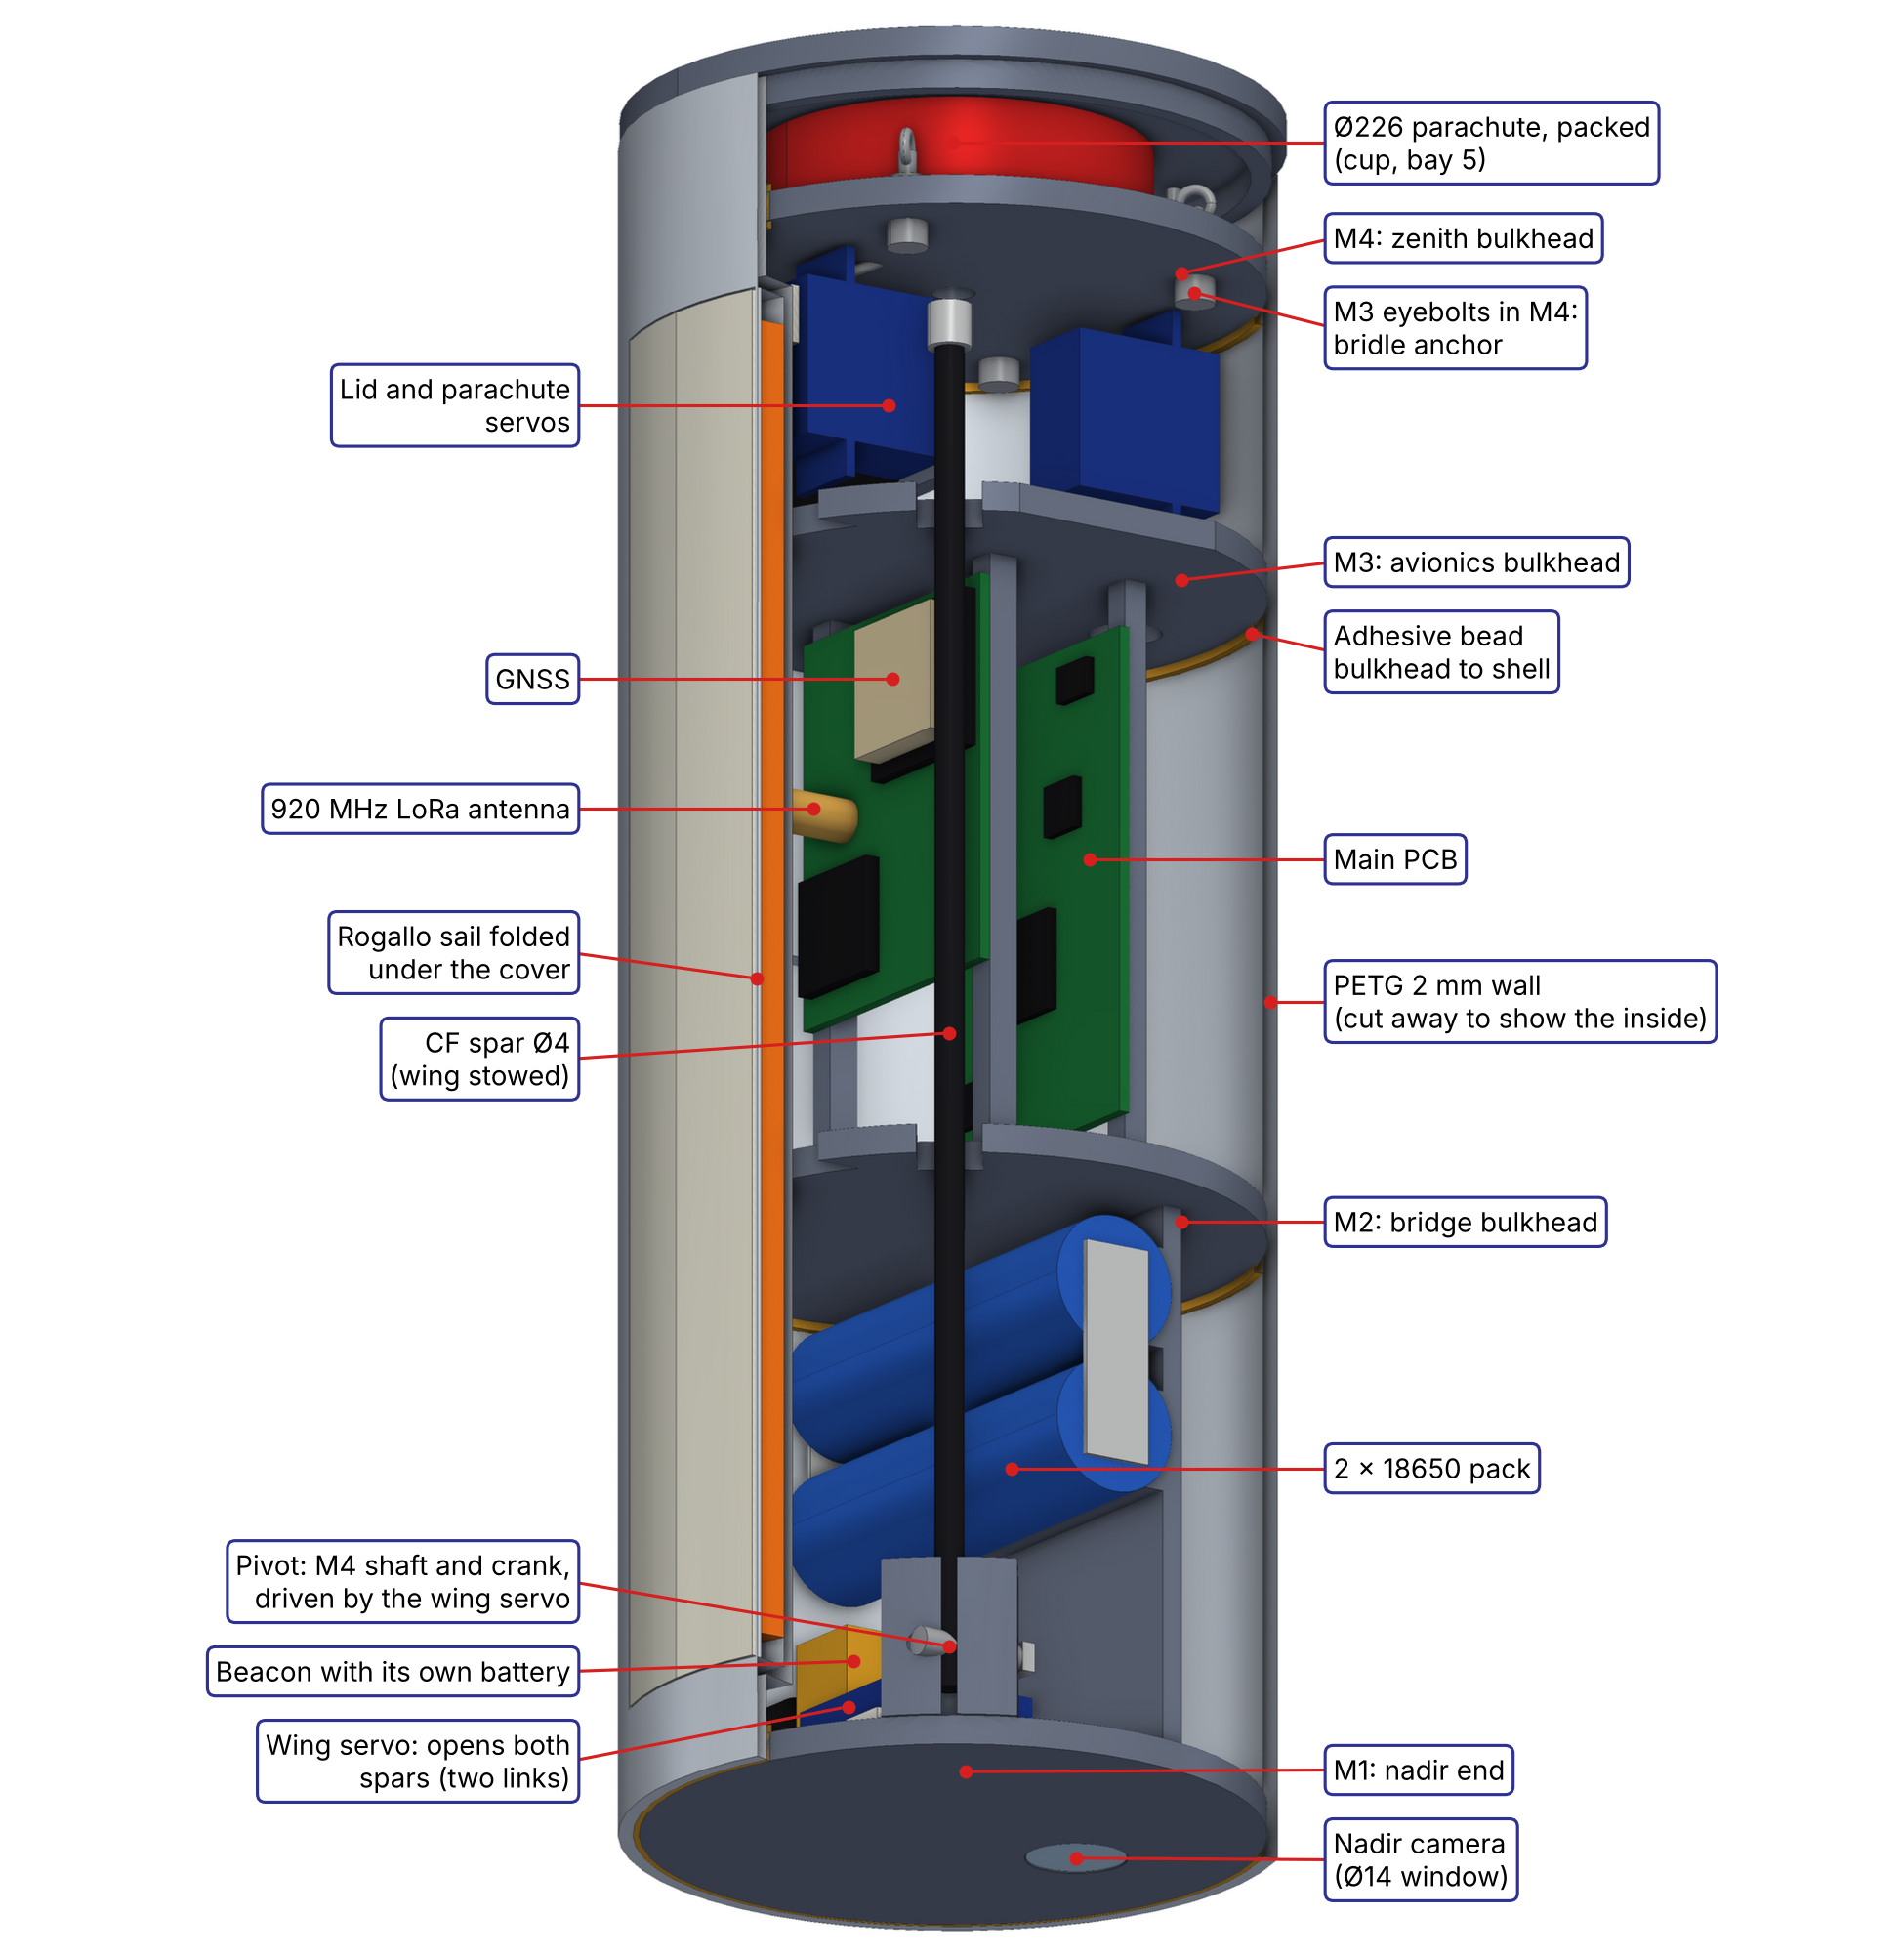 Ø226 parachute, packed
(cup, bay 5)
M4: zenith bulkhead
M3 eyebolts in M4:
bridle anchor
Lid and parachute
servos
M3: avionics bulkhead
Adhesive bead
bulkhead to shell
GNSS
920 MHz LoRa antenna
Main PCB
Rogallo sail folded
under the cover
PETG 2 mm wall
(cut away to show the inside)
CF spar Ø4
(wing stowed)
M2: bridge bulkhead
2 × 18650 pack
Pivot: M4 shaft and crank,
driven by the wing servo
Beacon with its own battery
Wing servo: opens both
spars (two links)
M1: nadir end
Nadir camera
(Ø14 window)